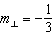 m⊥ = -1/3